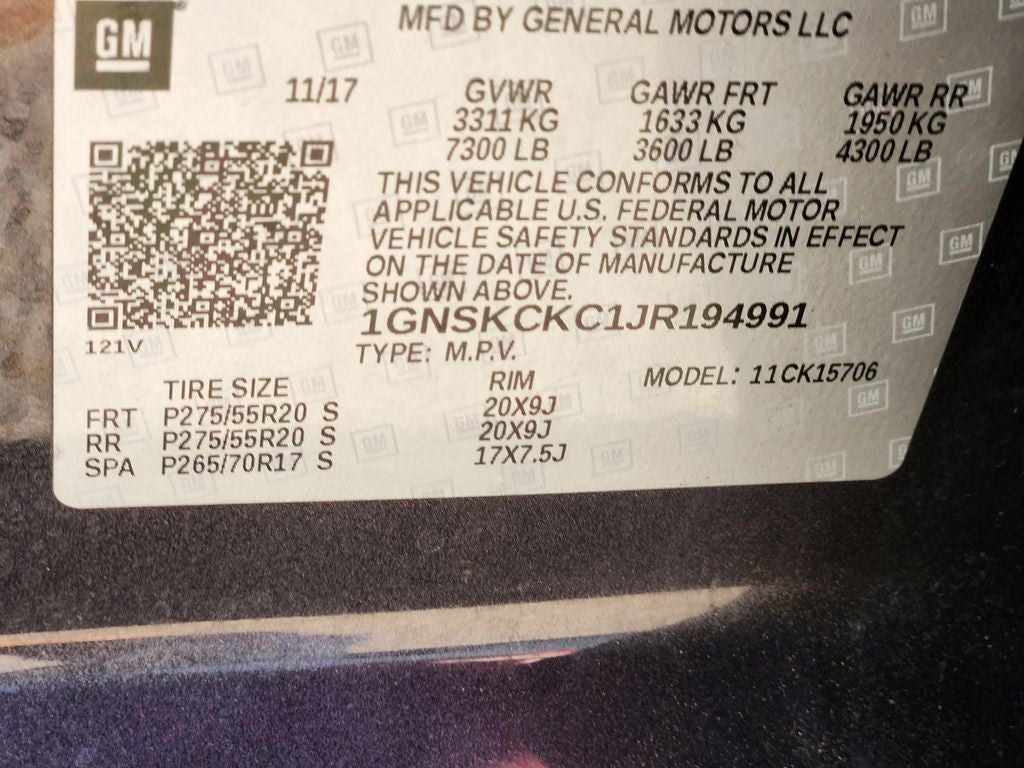 GM
MFD BY GENERAL MOTORS LLC
11/17 GVWR GAWR FRT GAWR RR
3311 KG 1633 KG 1950 KG
7300 LB 3600 LB 4300 LB
THIS VEHICLE CONFORMS TO ALL
APPLICABLE U.S. FEDERAL MOTOR
VEHICLE SAFETY STANDARDS IN EFFECT
ON THE DATE OF MANUFACTURE
SHOWN ABOVE.
1GNSKCKC1JR194991
121V
TYPE: M.P.V.
TIRE SIZE RIM MODEL: 11CK15706
FRT P275/55R20 S 20X9J
RR P275/55R20 S 20X9J
SPA P265/70R17 S 17X7.5J